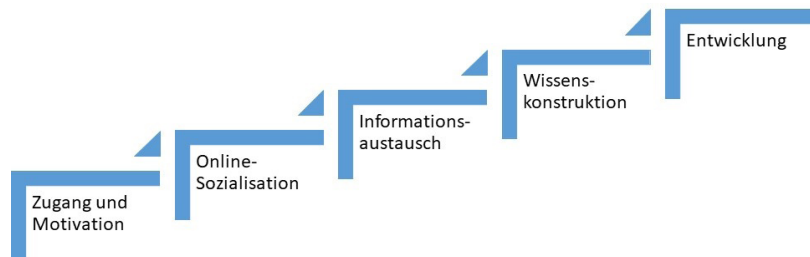 Zugang und
Motivation
Online-
Sozialisation
Informations-
austausch
Wissens-
konstruktion
Entwicklung